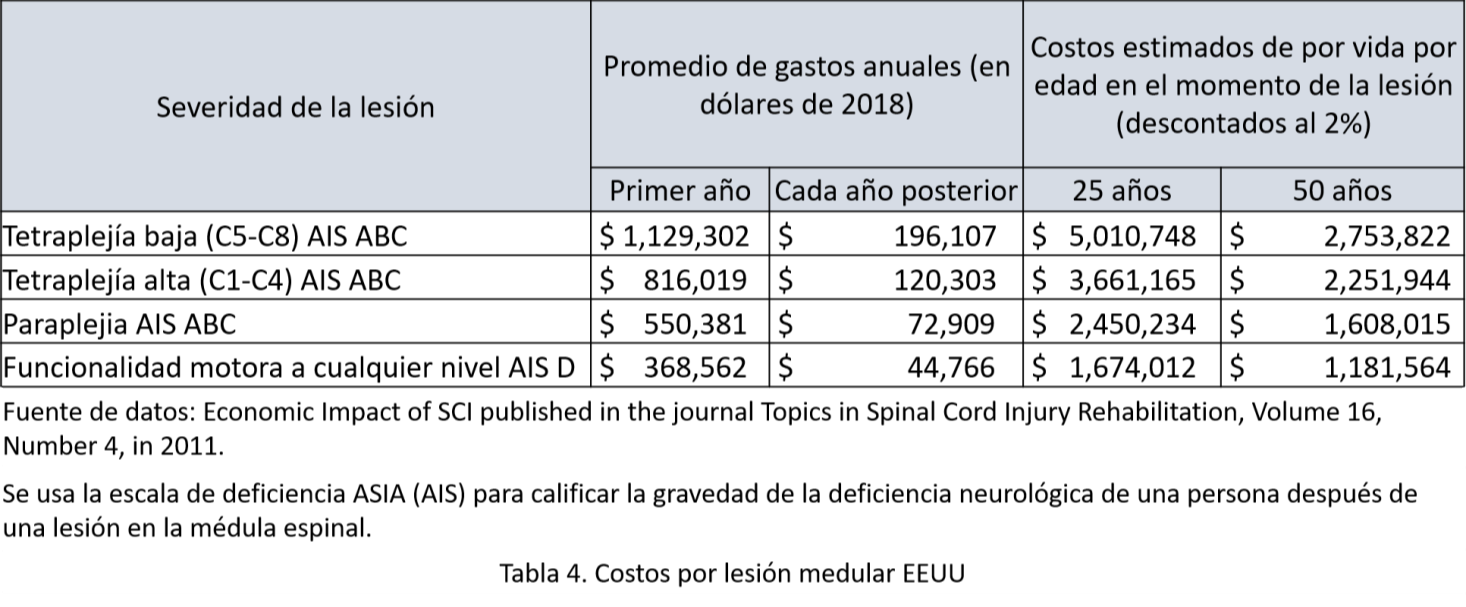 Severidad de la lesión
Promedio de gastos anuales (en
dólares de 2018)
Costos estimados de por vida por
edad en el momento de la lesión
(descontados al 2%)
Primer año Cada año posterior 25 años 50 años
Tetraplejía baja (C5-C8) AIS ABC $ 1,129,302 $ 196,107 $ 5,010,748 $ 2,753,822
Tetraplejía alta (C1-C4) AIS ABC $ 816,019 $ 120,303 $ 3,661,165 $ 2,251,944
Paraplejia AIS ABC $ 550,381 $ 72,909 $ 2,450,234 $ 1,608,015
Funcionalidad motora a cualquier nivel AIS D $ 368,562 $ 44,766 $ 1,674,012 $ 1,181,564
Fuente de datos: Economic Impact of SCI published in the journal Topics in Spinal Cord Injury Rehabilitation, Volume 16,
Number 4, in 2011.
Se usa la escala de deficiencia ASIA (AIS) para calificar la gravedad de la deficiencia neurológica de una persona después de
una lesión en la médula espinal.
Tabla 4. Costos por lesión medular EEUU